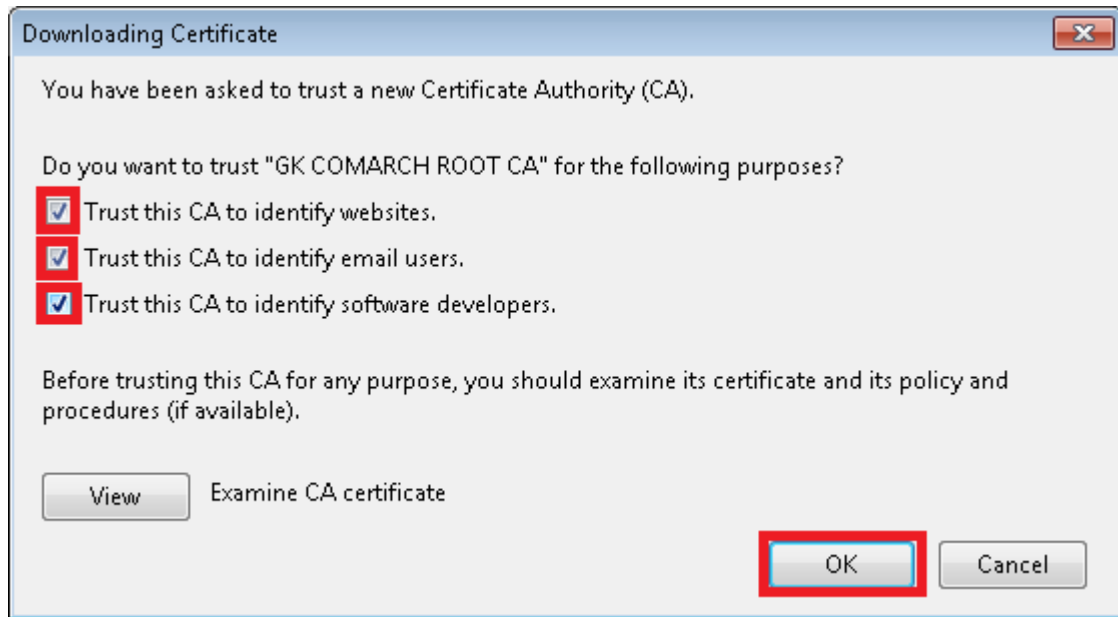 Downloading Certificate
You have been asked to trust a new Certificate Authority (CA).
Do you want to trust "GK COMARCH ROOT CA" for the following purposes?
Trust this CA to identify websites.
Trust this CA to identify email users.
Trust this CA to identify software developers.
Before trusting this CA for any purpose, you should examine its certificate and its policy and
procedures (if available).
View Examine CA certificate
OK Cancel